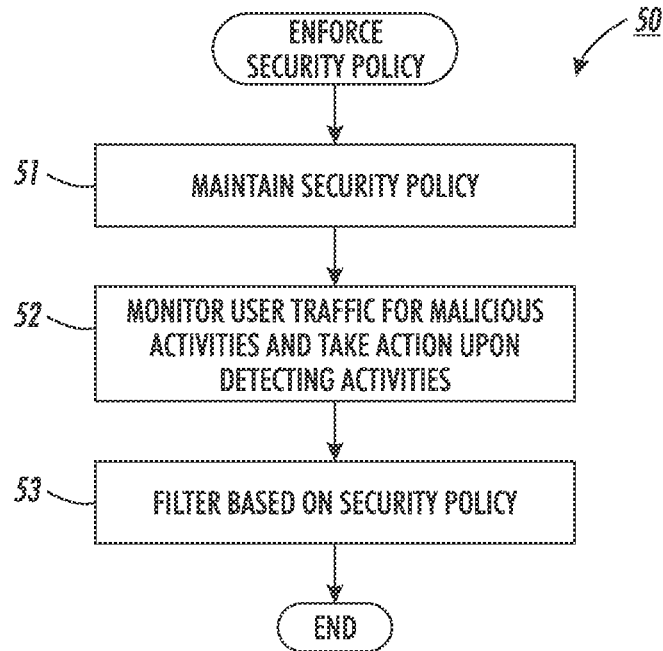 ENFORCE
SECURITY POLICY
50
51
MAINTAIN SECURITY POLICY
52
MONITOR USER TRAFFIC FOR MALICIOUS
ACTIVITIES AND TAKE ACTION UPON
DETECTING ACTIVITIES
53
FILTER BASED ON SECURITY POLICY
END